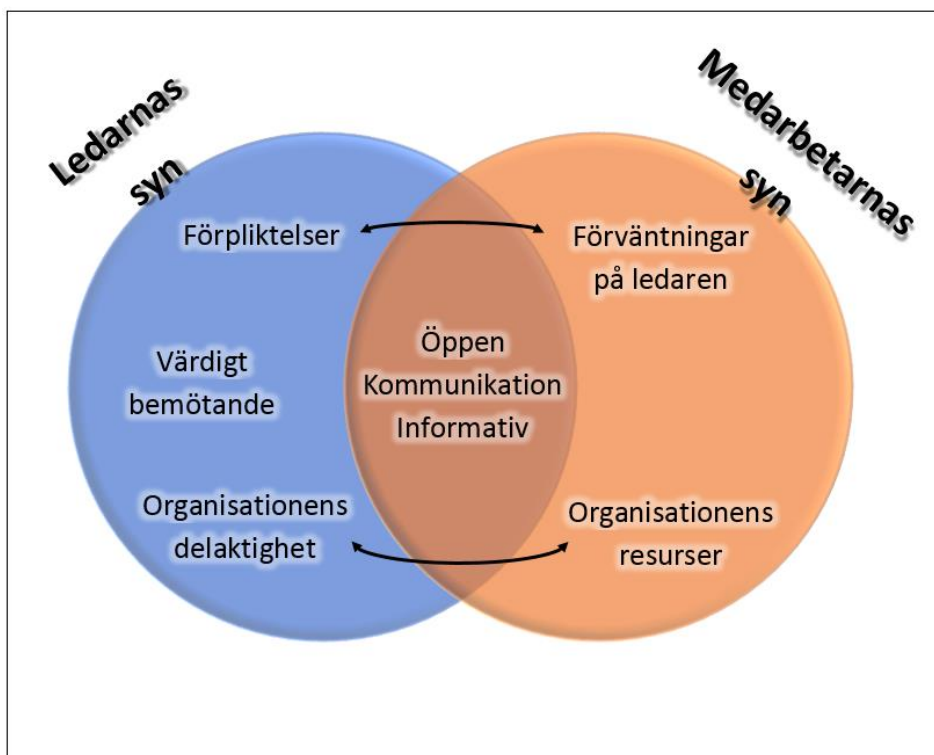 Ledarnas
syn
Medarbetarnas
syn
Förpliktelser
Förväntningar
på ledaren
Värdigt
bemötande
Öppen
Kommunikation
Informativ
Organisationens
delaktighet
Organisationens
resurser